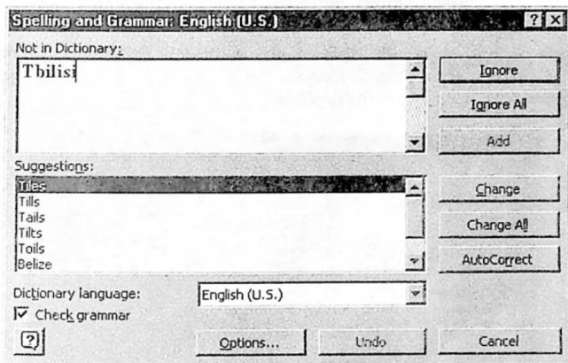 Spelling and Grammar: English (U.S.)
Not in Dictionary:
Tbilisi
Ignore
Ignore All
Add
Suggestions:
Tiles
Tills
Tails
Tilts
Toils
Belize
Change
Change All
AutoCorrect
Dictionary language:
English (U.S.)
Check grammar
Options...
Undo
Cancel